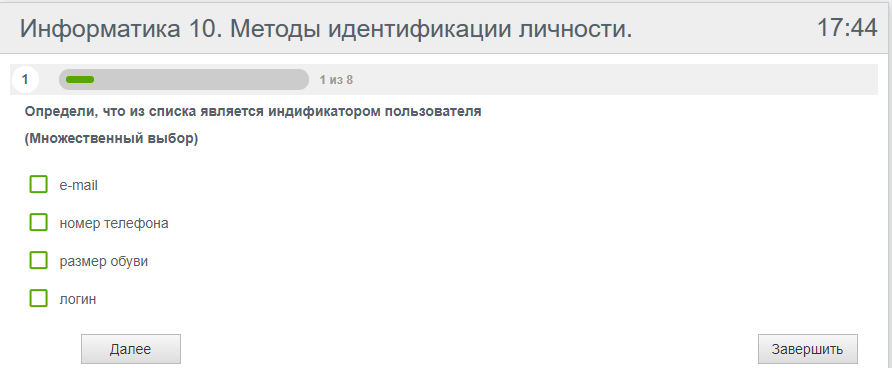 Информатика 10. Методы идентификации личности.
17:44
1
1 из 8
Определи, что из списка является индификатором пользователя
(Множественный выбор)
e-mail
номер телефона
размер обуви
логин
Далее
Завершить